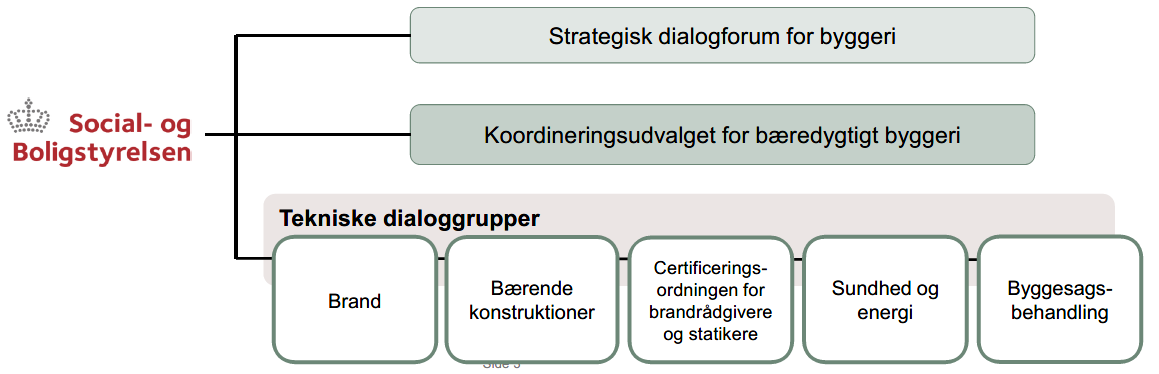 Strategisk dialogforum for byggeri
Social- og
Boligstyrelsen
Koordineringsudvalget for bæredygtigt byggeri
Tekniske dialoggrupper
Brand
Bærende
konstruktioner
Certificerings-
ordningen for
brandrådgivere
og statikere
Sundhed og
energi
Byggesags-
behandling